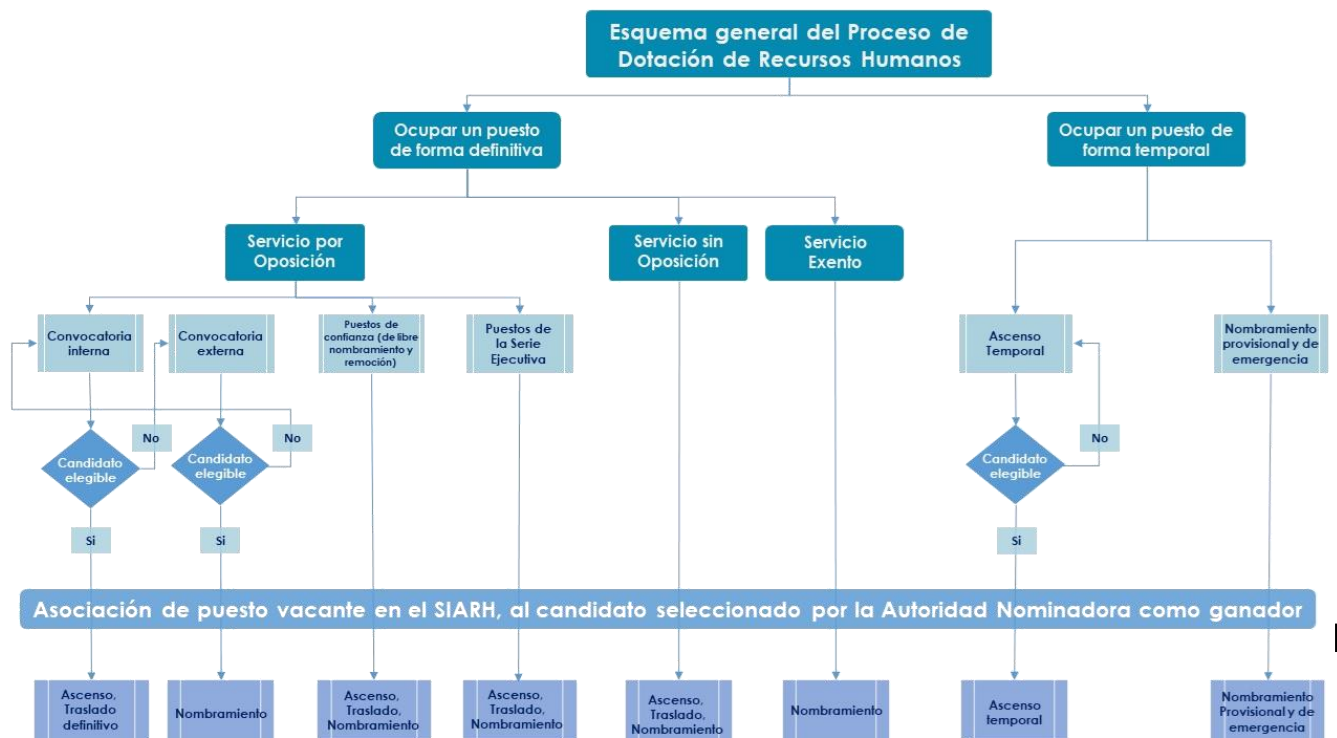 Esquema general del Proceso de
Dotación de Recursos Humanos
Ocupar un puesto
de forma definitiva
Ocupar un puesto de
forma temporal
Servicio por
Oposición
Servicio sin
Oposición
Servicio
Exento
Convocatoria
interna
Convocatoria
externa
Puestos de
confianza (de libre
nombramiento y
remoción)
Puestos de
la Serie
Ejecutiva
Ascenso
Temporal
Nombramiento
provisional y de
emergencia
No
No
No
Candidato
elegible
Candidato
elegible
Candidato
elegible
Si
Si
Si
Asociación de puesto vacante en el SIARH, al candidato seleccionado por la Autoridad Nominadora como ganador
Ascenso,
Traslado
definitivo
Nombramiento
Ascenso,
Traslado,
Nombramiento
Ascenso,
Traslado,
Nombramiento
Ascenso,
Traslado,
Nombramiento
Nombramiento
Ascenso
temporal
Nombramiento
Provisional y de
emergencia